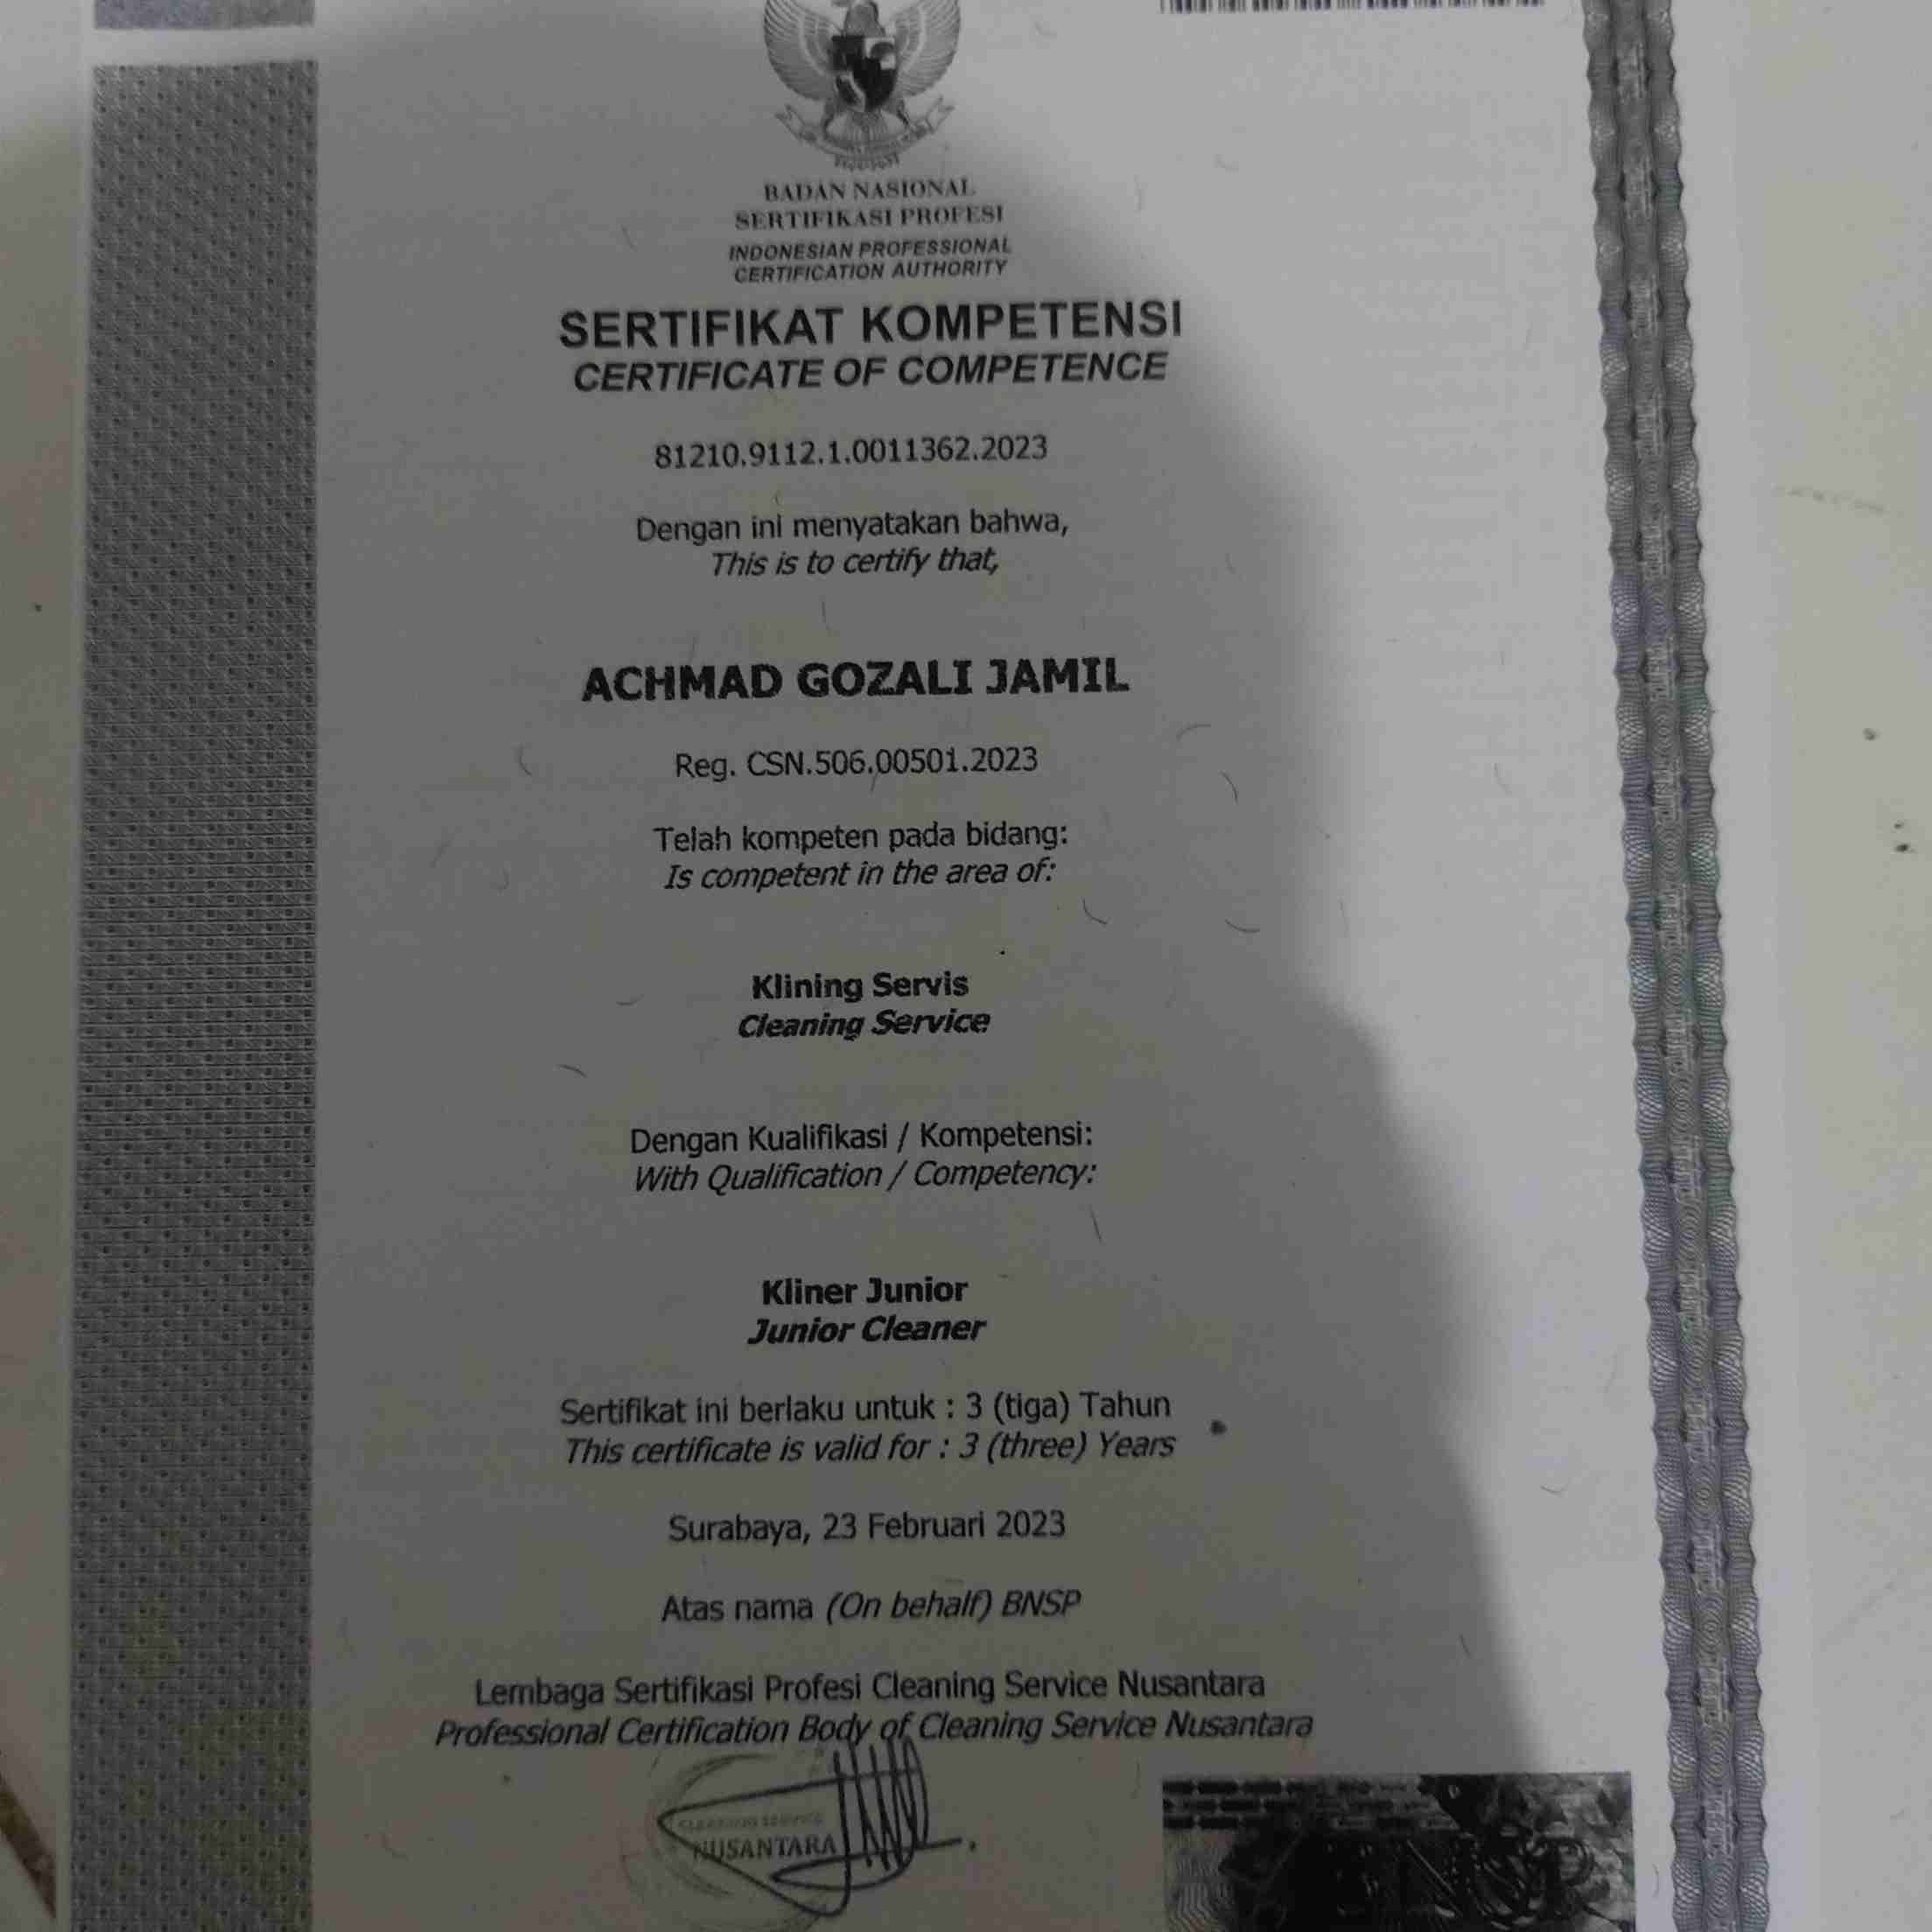 BADAN NASIONAL
SERTIFIKASI PROFESI
INDONESIAN PROFESSIONAL
CERTIFICATION AUTHORITY
SERTIFIKAT KOMPETENSI
CERTIFICATE OF COMPETENCE
81210.9112.1.0011362.2023
Dengan ini menyatakan bahwa,
This is to certify that,
ACHMAD GOZALI JAMIL
Reg. CSN.506.00501.2023
Telah kompeten pada bidang:
Is competent in the area of:
Klining Servis
Cleaning Service
Dengan Kualifikasi / Kompetensi:
With Qualification / Competency:
Kliner Junior
Junior Cleaner
Sertifikat ini berlaku untuk : 3 (tiga) Tahun
This certificate is valid for : 3 (three) Years
Surabaya, 23 Februari 2023
Atas nama (On behalf) BNSP
Lembaga Sertifikasi Profesi Cleaning Service Nusantara
Professional Certification Body of Cleaning Service Nusantara
CLEANING SERVICE
NUSANTARA
BNSP